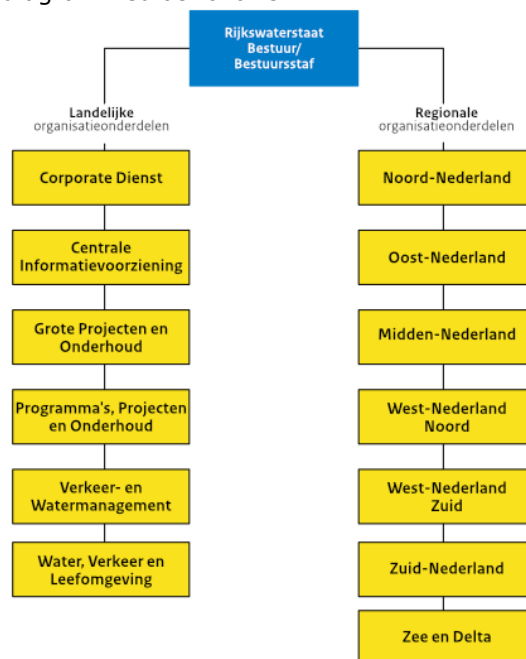 Rijkswaterstaat
Bestuur/
Bestuursstaf
Landelijke
organisatieonderdelen
Corporate Dienst
Centrale
Informatievoorziening
Grote Projecten en
Onderhoud
Programma's, Projecten
en Onderhoud
Verkeer- en
Watermanagement
Water, Verkeer en
Leefomgeving
Regionale
organisatieonderdelen
Noord-Nederland
Oost-Nederland
Midden-Nederland
West-Nederland
Noord
West-Nederland
Zuid
Zuid-Nederland
Zee en Delta